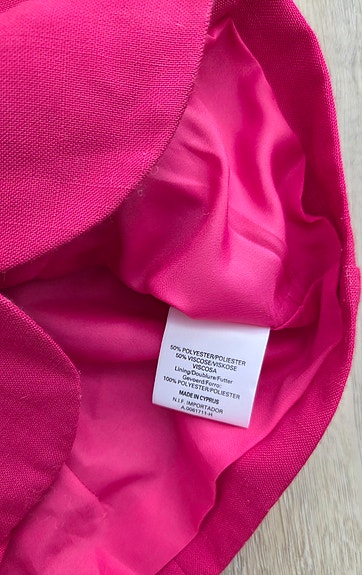 50% POLYESTER/POLIESTER
50% VISCOSE/VISKOSE
VISCOSA
Lining/Doublure/Futter
Gevoerd/Forro:
100% POLYESTER/POLIESTER
MADE IN CYPRUS
N.I.F. IMPORTADOR
A.0081711-H